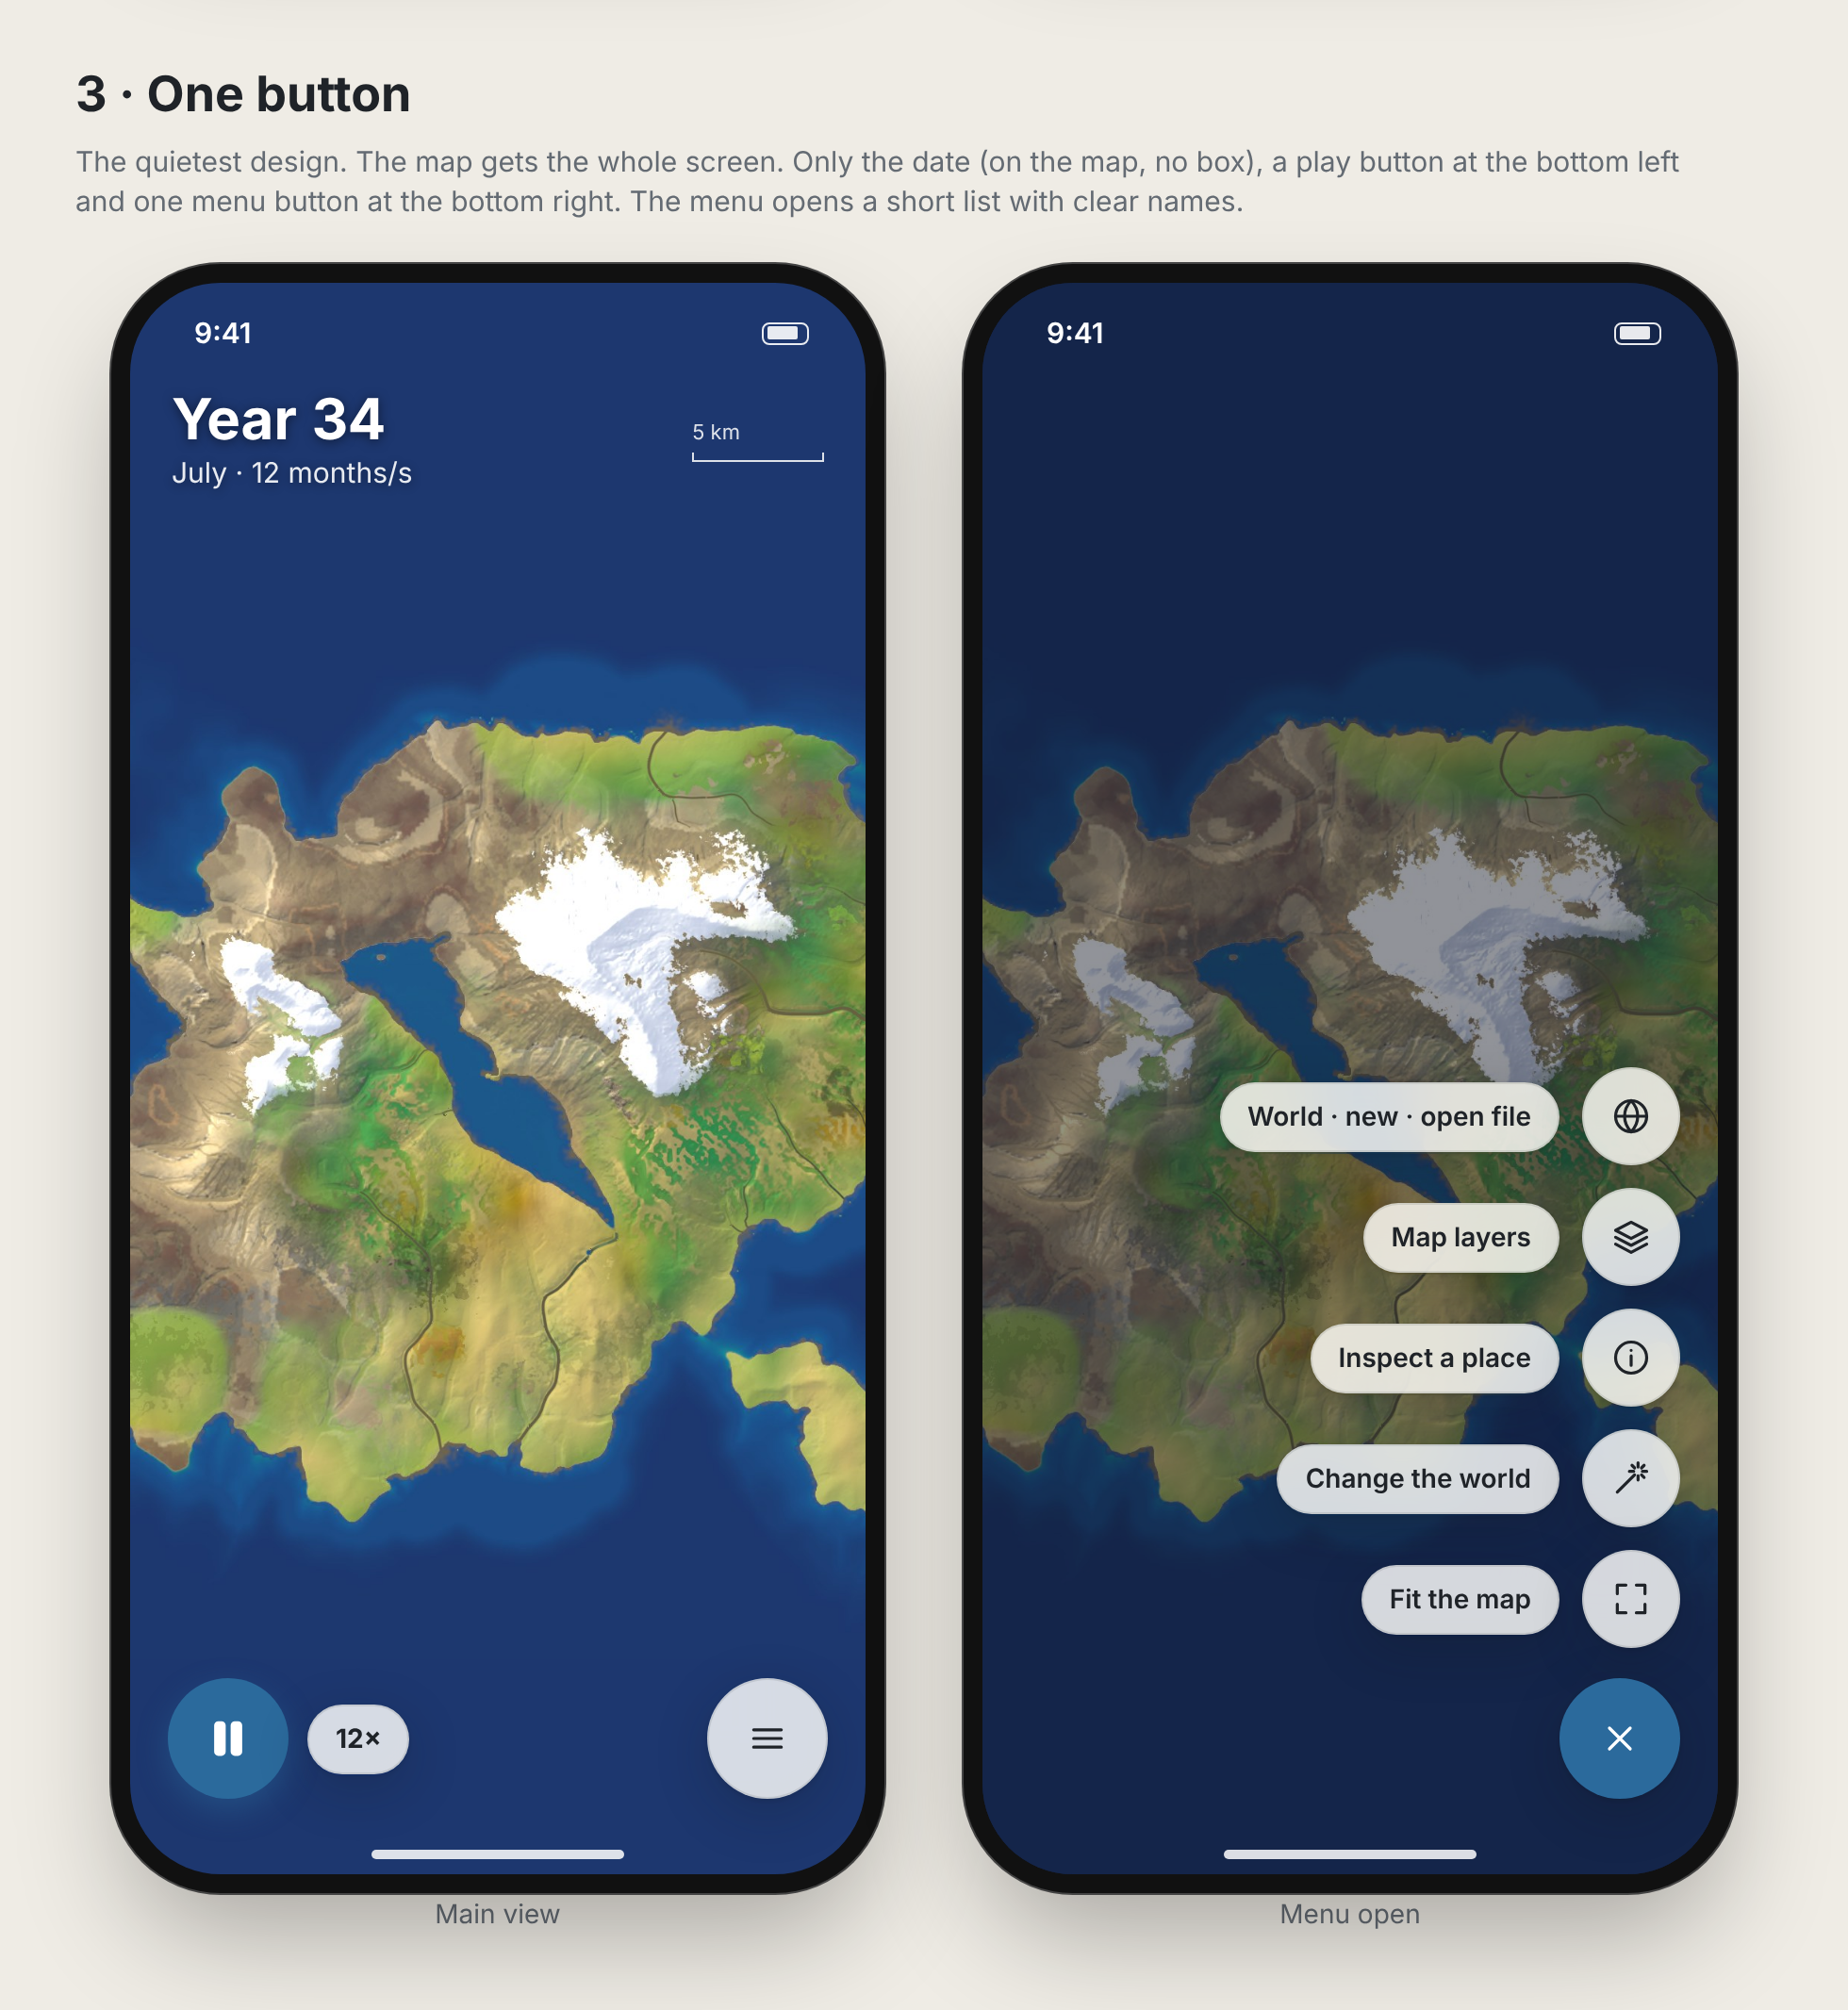 3 · One button
The quietest design. The map gets the whole screen. Only the date (on the map, no box), a play button at the bottom left
and one menu button at the bottom right. The menu opens a short list with clear names.
9:41
Year 34
July · 12 months/s
5 km
12×
Main view
9:41
World · new · open file
Map layers
Inspect a place
Change the world
Fit the map
Menu open